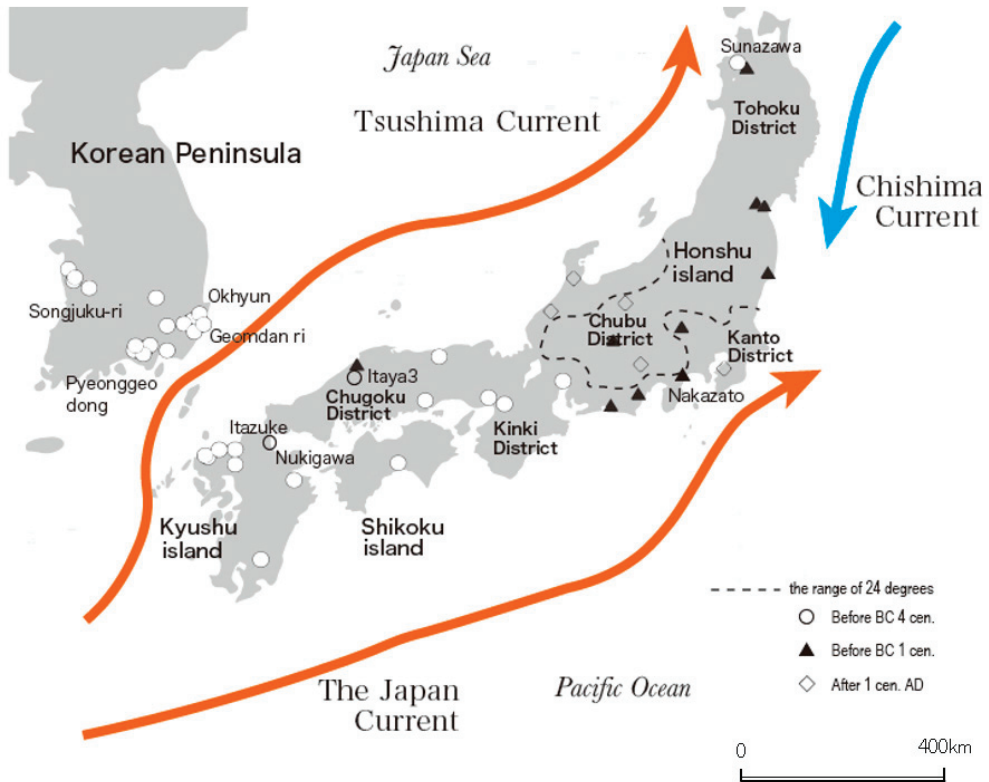 Japan Sea
Sunazawa
Tsushima Current
Tohoku
District
Korean Peninsula
Chishima
Current
Honshu
island
Songjuku-ri
Okhyun
Geomdan ri
Chubu
District
Kanto
District
Pyeonggeo
dong
Itaya3
Chugoku
District
Nakazato
Itazuke
Kinki
District
Nukigawa
Kyushu
island
Shikoku
island
the range of 24 degrees
Before BC 4 cen.
Before BC 1 cen.
After 1 cen. AD
The Japan
Current
Pacific Ocean
0
400km